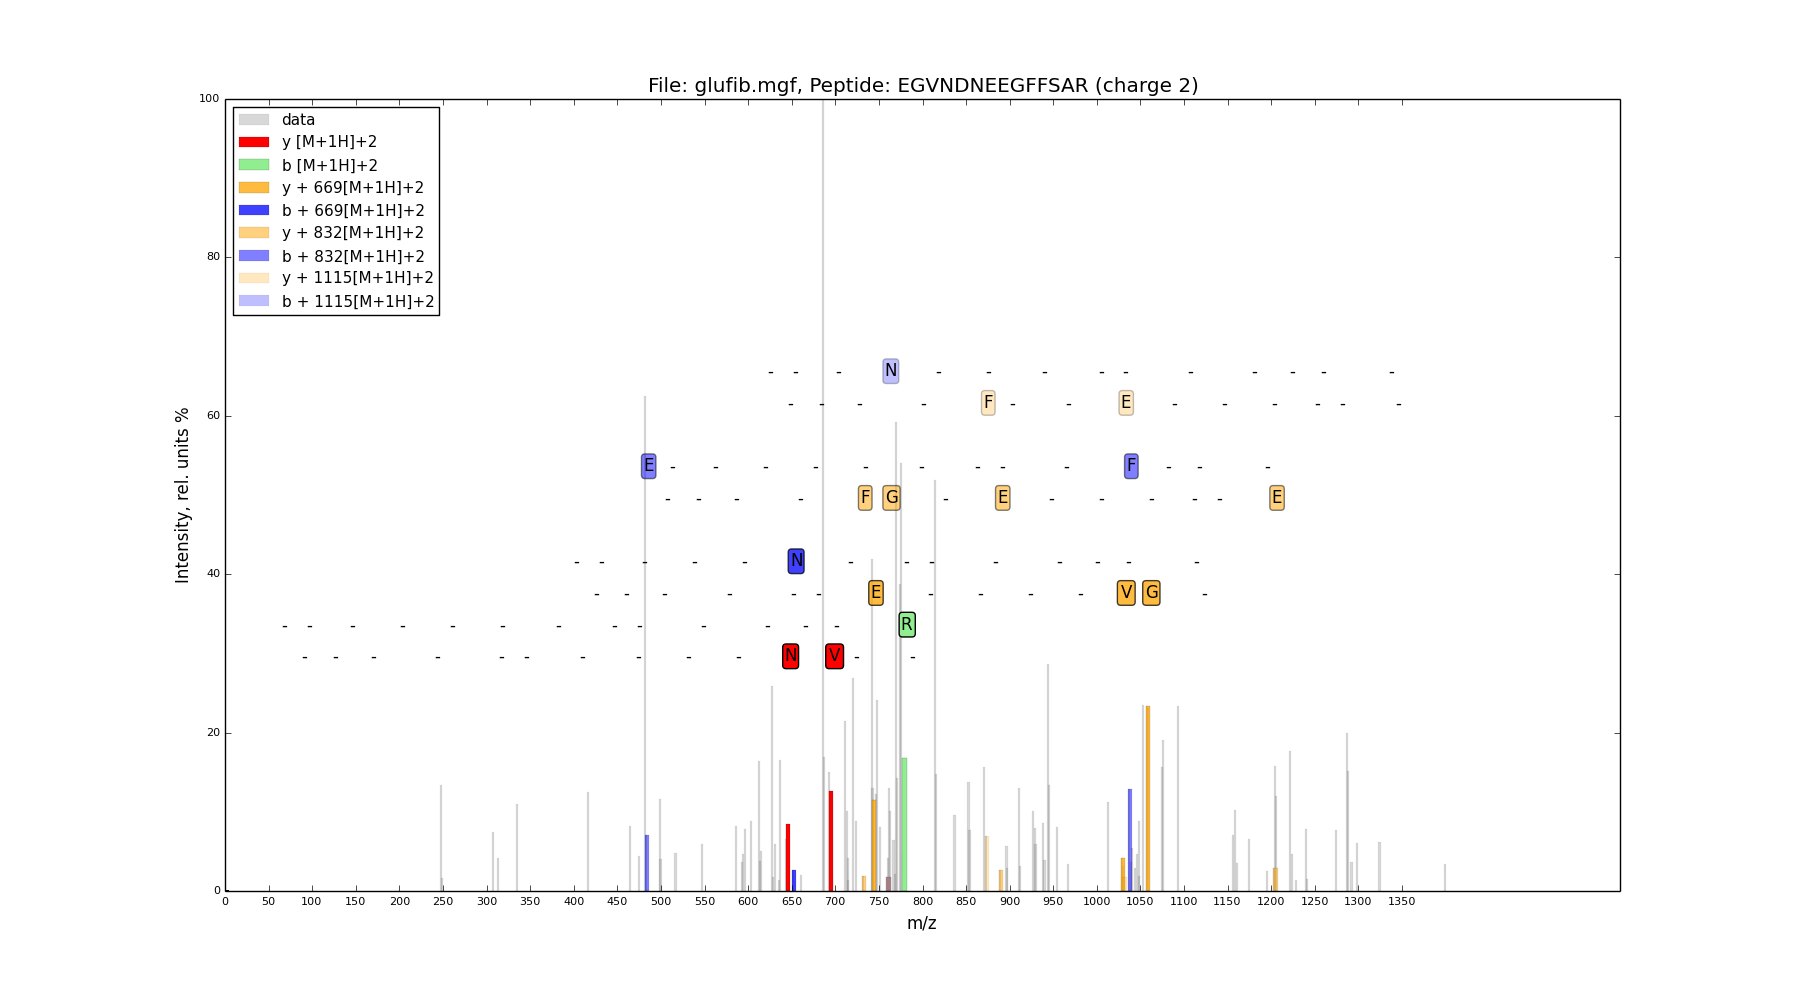 File: glufib.mgf, Peptide: EGVNDNEEGFFSAR (charge 2)
100
80
60
40
20
0
Intensity, rel. units %
data
y [M+1H]+2
b [M+1H]+2
y + 669[M+1H]+2
b + 669[M+1H]+2
y + 832[M+1H]+2
b + 832[M+1H]+2
y + 1115[M+1H]+2
b + 1115[M+1H]+2
- - - N - - - - - - - - -
- - - - F - - E - - - - - -
E - - - - - - - - - F - - -
- - - - F G - E - - - - - E
- - - - - N - - - - - - -
- - - - - - E - - - - V G -
- - - - - - - - - - - - - R
- - - - - - - - - - N V - -
0 50 100 150 200 250 300 350 400 450 500 550 600 650 700 750 800 850 900 950 1000 1050 1100 1150 1200 1250 1300 1350
m/z